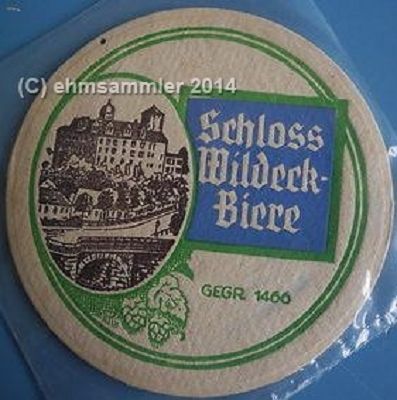 (C) ehmsammler 2014
Schloss
Wildeck-
Biere
GEGR. 1466